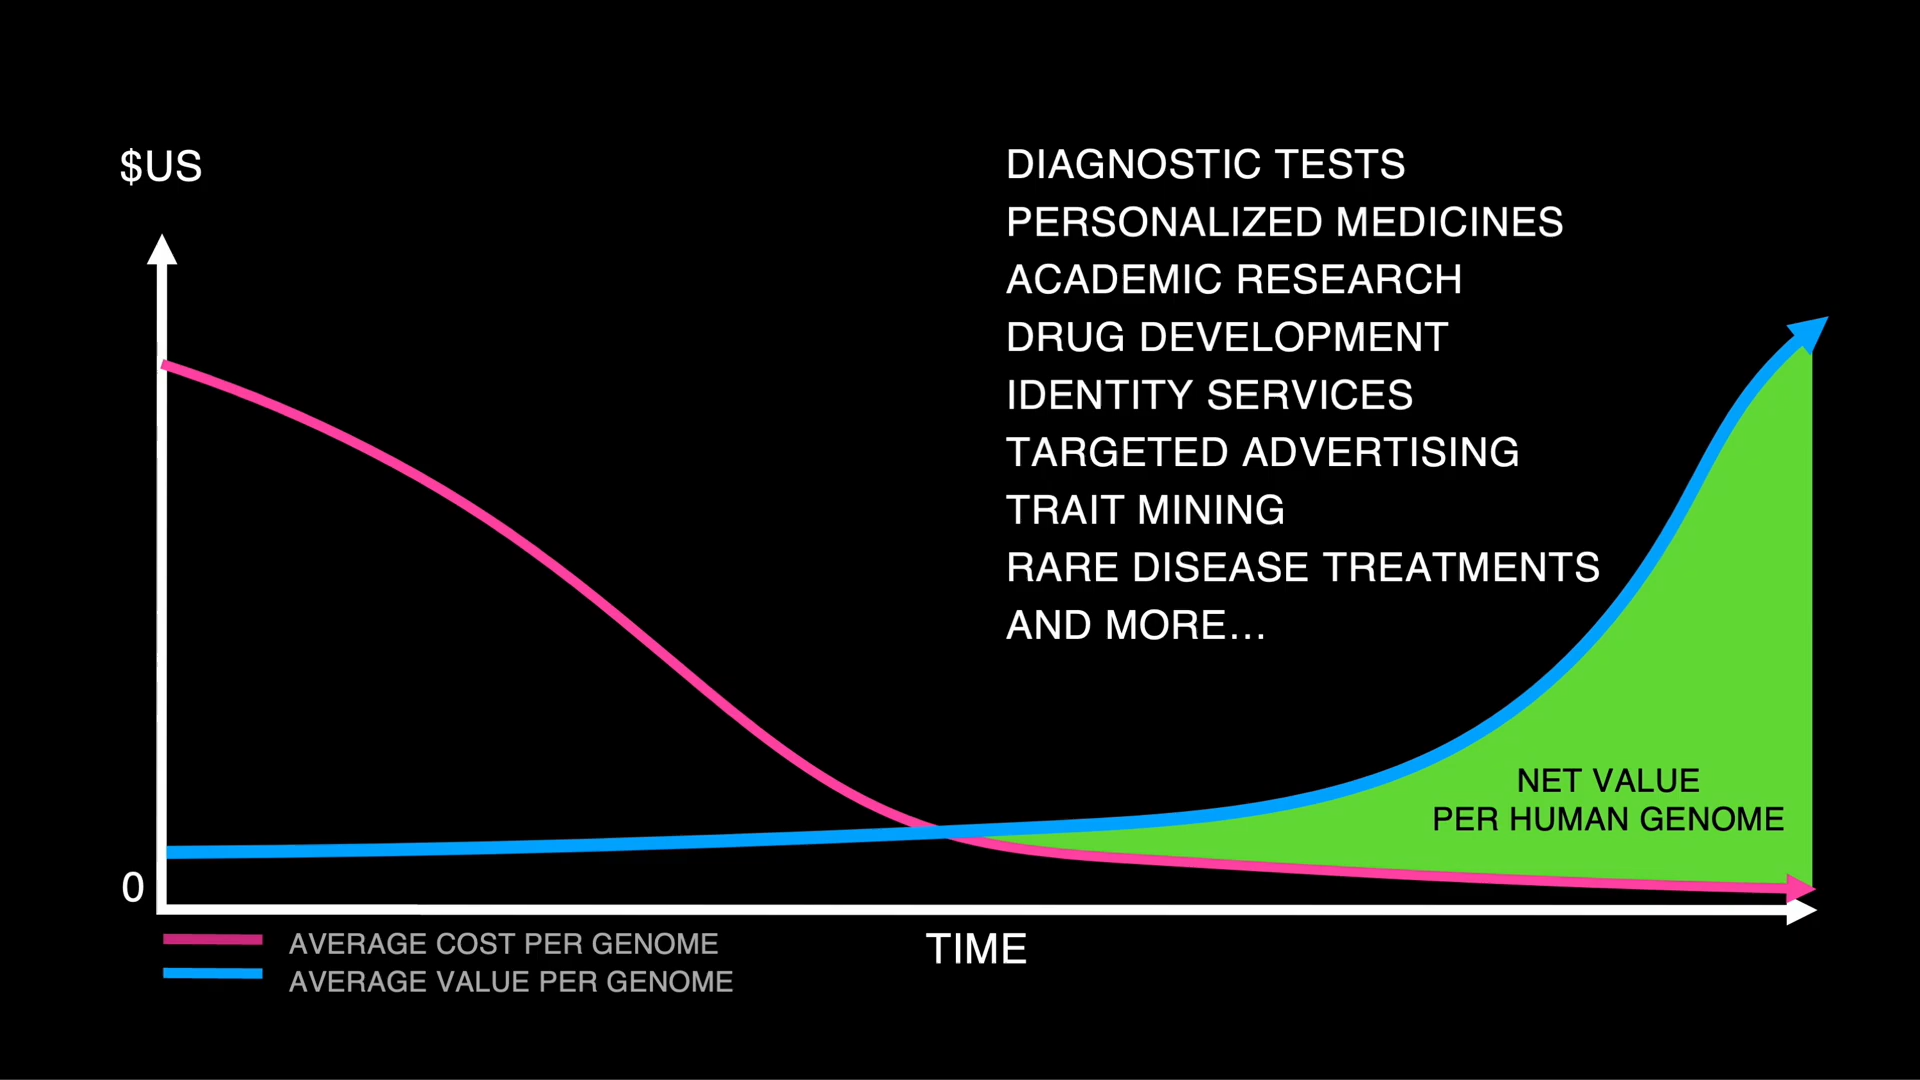 $US
DIAGNOSTIC TESTS
PERSONALIZED MEDICINES
ACADEMIC RESEARCH
DRUG DEVELOPMENT
IDENTITY SERVICES
TARGETED ADVERTISING
TRAIT MINING
RARE DISEASE TREATMENTS
AND MORE...
NET VALUE
PER HUMAN GENOME
0
AVERAGE COST PER GENOME
AVERAGE VALUE PER GENOME
TIME